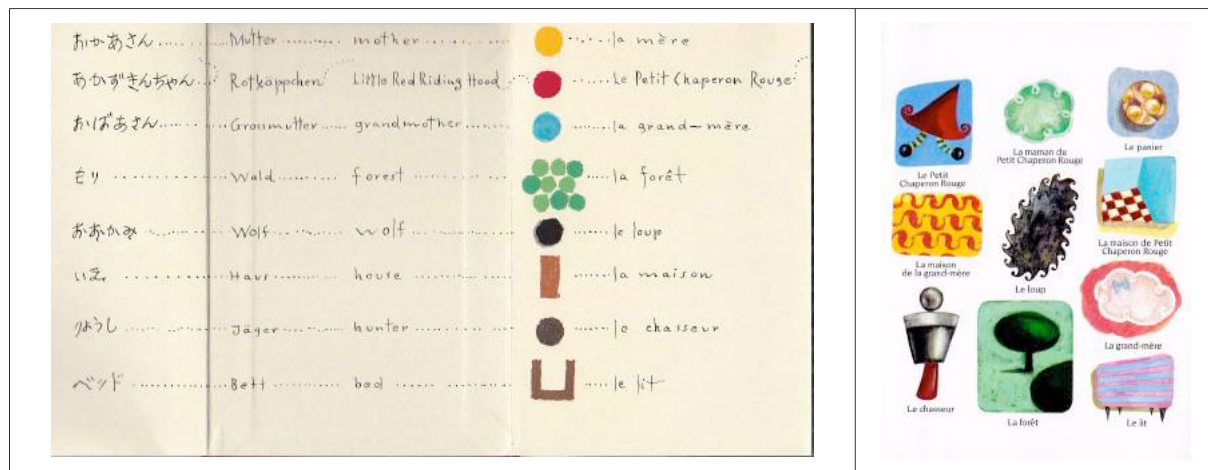 おかあさん Mutter mother la mère
あかずきんちゃん Rotkäppchen Little Red Riding Hood Le Petit Chaperon Rouge
おばあさん Grossmutter grandmother la grand-mère
もり Wald forest la forêt
おおかみ Wolf wolf le loup
いえ Haus house la maison
りょうし Jäger hunter le chasseur
ベッド Bett bed le lit
Le Petit
Chaperon Rouge
La maman du
Petit Chaperon Rouge
Le panier
La maison
de la grand-mère
Le loup
La maison de Petit
Chaperon Rouge
La grand-mère
Le chasseur
La forêt
Le lit